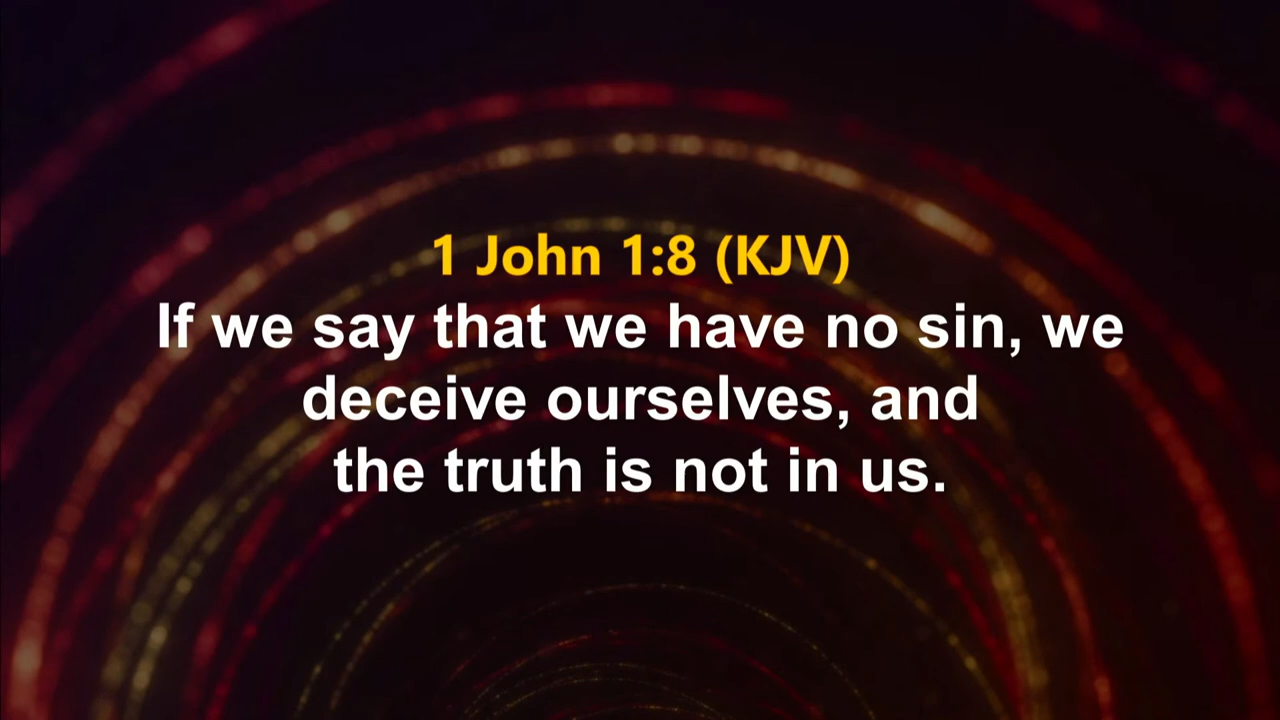 1 John 1:8 (KJV)
If we say that we have no sin, we
deceive ourselves, and
the truth is not in us.